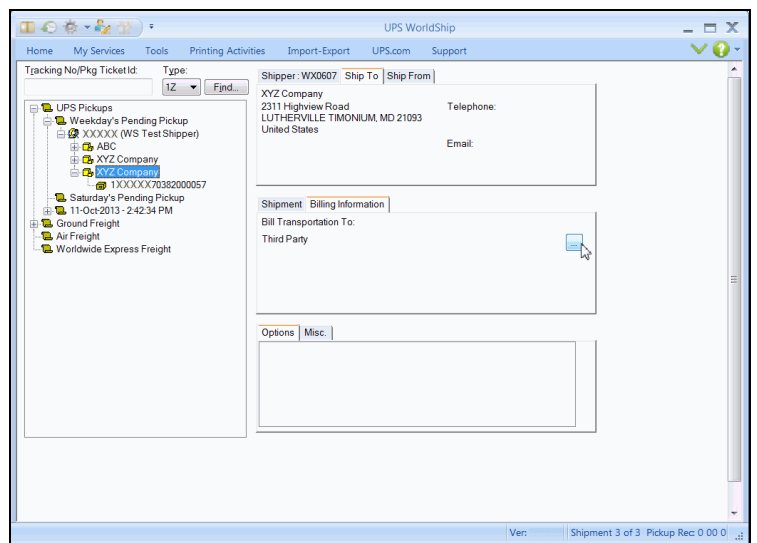 UPS WorldShip
Home My Services Tools Printing Activities Import-Export UPS.com Support
Tracking No/Pkg Ticket Id: Type:
1Z Find...
UPS Pickups
Weekday's Pending Pickup
XXXXX (WS Test Shipper)
ABC
XYZ Company
XYZ Company
1XXXXX70382000057
Saturday's Pending Pickup
11-Oct-2013 - 2:42:34 PM
Ground Freight
Air Freight
Worldwide Express Freight
Shipper: WX0607 Ship To Ship From
XYZ Company
2311 Highview Road Telephone:
LUTHERVILLE TIMONIUM, MD 21093
United States
Email:
Shipment Billing Information
Bill Transportation To:
Third Party ...
Options Misc.
Ver: Shipment 3 of 3 Pickup Rec: 0 00 0